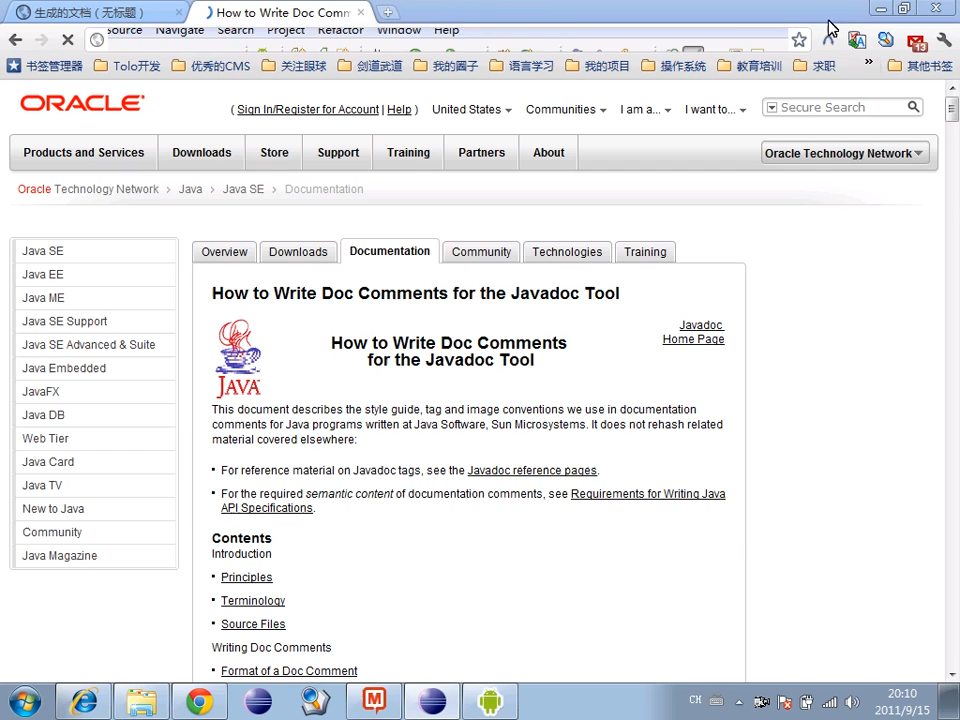 生成的文档（无标题）
How to Write Doc Comm
Source Navigate Search Project Refactor Window Help
书签管理器 Tolo开发 优秀的CMS 关注眼球 剑道武道 我的圈子 语言学习 我的项目 操作系统 教育培训 求职 » 其他书签
ORACLE
( Sign In/Register for Account | Help ) United States Communities I am a... I want to... Secure Search
Products and Services Downloads Store Support Training Partners About Oracle Technology Network
Oracle Technology Network > Java > Java SE > Documentation
Java SE
Java EE
Java ME
Java SE Support
Java SE Advanced & Suite
Java Embedded
JavaFX
Java DB
Web Tier
Java Card
Java TV
New to Java
Community
Java Magazine
Overview Downloads Documentation Community Technologies Training
How to Write Doc Comments for the Javadoc Tool
JAVA
How to Write Doc Comments
for the Javadoc Tool
Javadoc
Home Page
This document describes the style guide, tag and image conventions we use in documentation
comments for Java programs written at Java Software, Sun Microsystems. It does not rehash related
material covered elsewhere:
• For reference material on Javadoc tags, see the Javadoc reference pages.
• For the required semantic content of documentation comments, see Requirements for Writing Java
API Specifications.
Contents
Introduction
• Principles
• Terminology
• Source Files
Writing Doc Comments
• Format of a Doc Comment
CH
20:10
2011/9/15